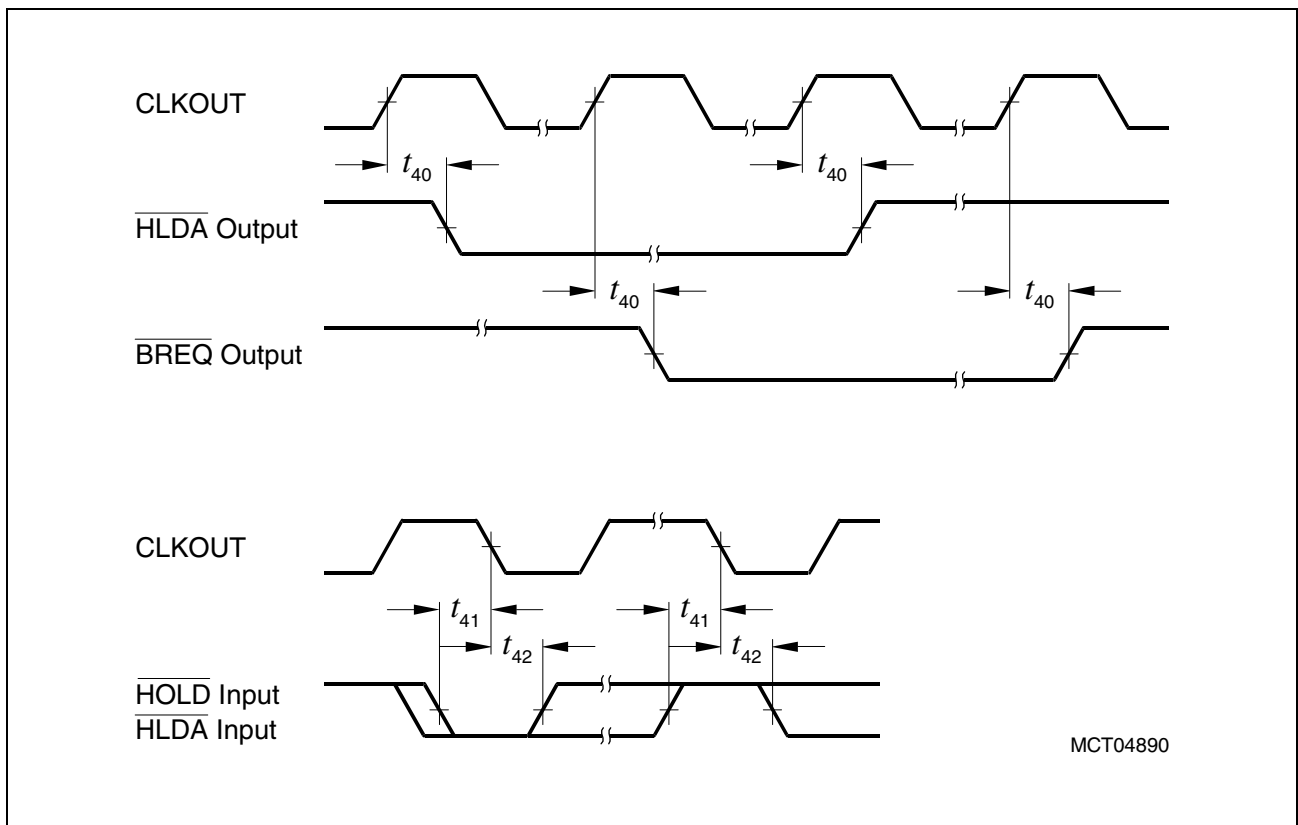 CLKOUT
t40 t40
HLDA Output
t40 t40
BREQ Output
CLKOUT
t41 t41
t42 t42
HOLD Input
HLDA Input
MCT04890